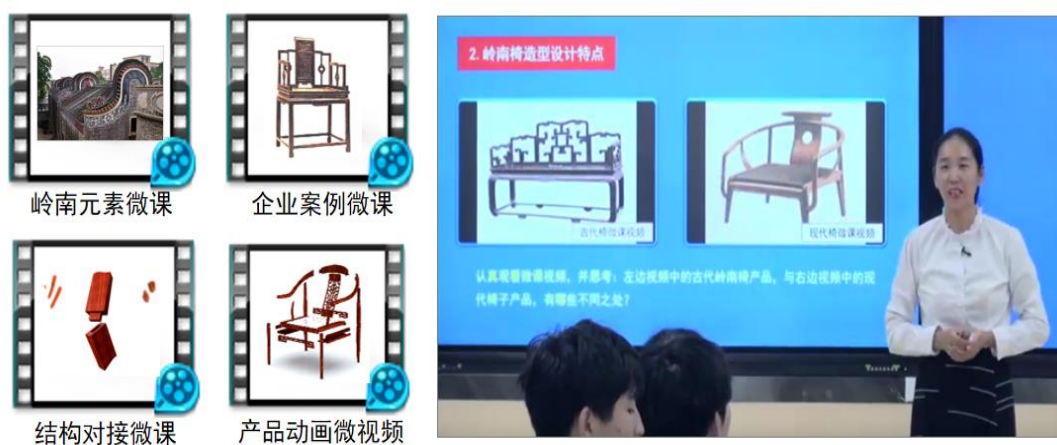 岭南元素微课
企业案例微课
结构对接微课
产品动画微视频
2.岭南椅造型设计特点
古代椅微课视频
现代椅微课视频
认真观看微课视频，并思考：左边视频中的古代岭南椅产品，与右边视频中的现
代椅子产品，有哪些不同之处？